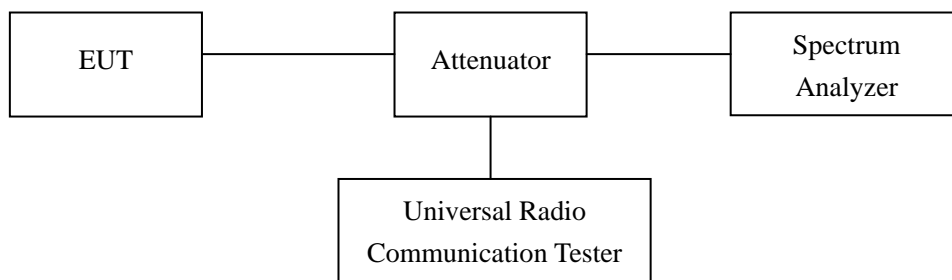 EUT
Attenuator
Spectrum
Analyzer
Universal Radio
Communication Tester